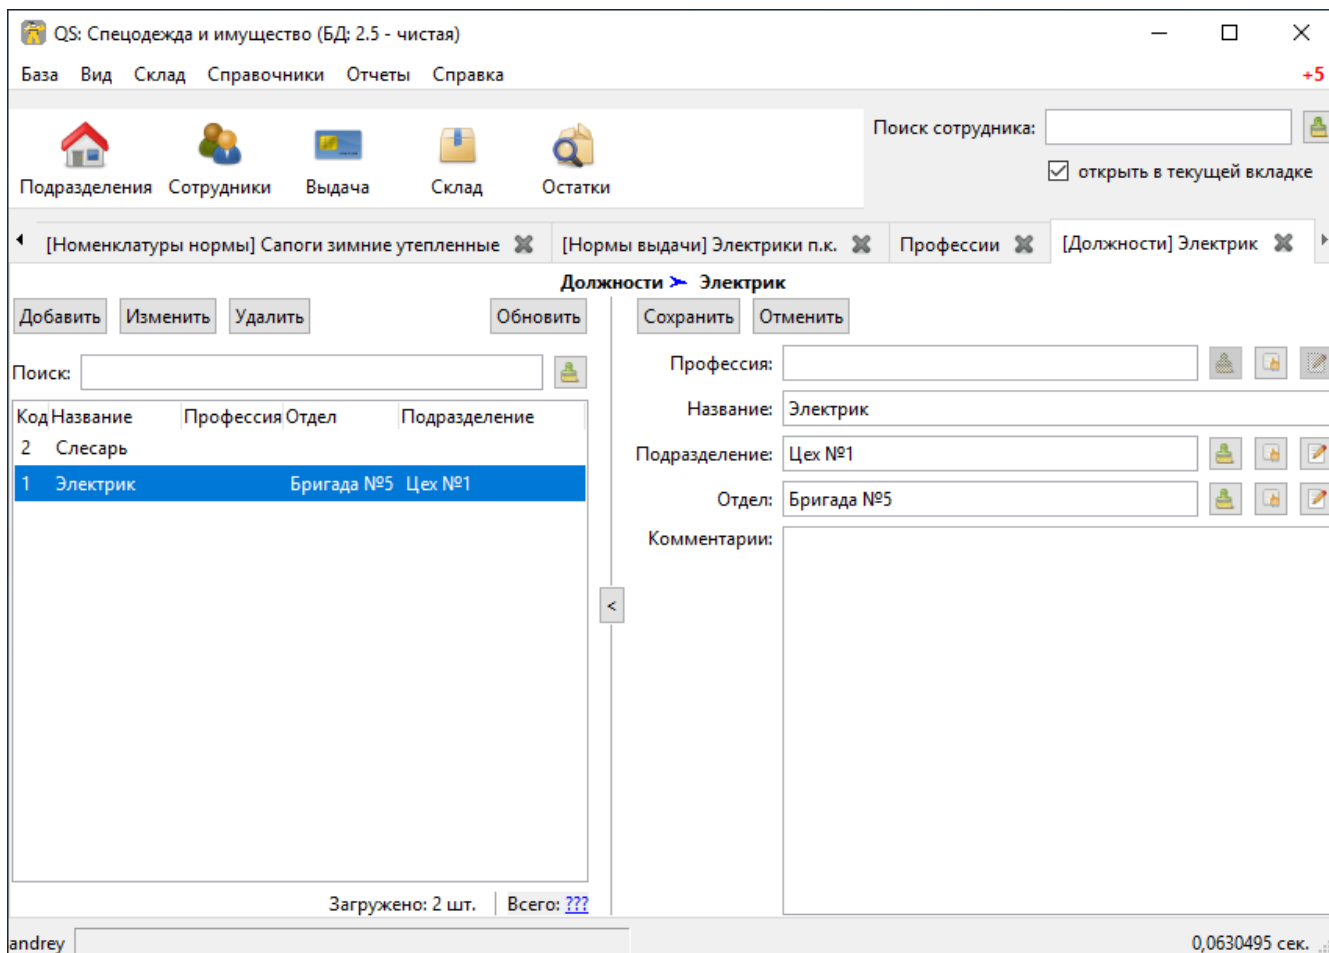 QS: Спецодежда и имущество (БД: 2.5 - чистая)
База Вид Склад Справочники Отчеты Справка +5
Поиск сотрудника:
открыть в текущей вкладке
Подразделения Сотрудники Выдача Склад Остатки
[Номенклатуры нормы] Сапоги зимние утепленные [Нормы выдачи] Электрики п.к. Профессии [Должности] Электрик
Должности Электрик
Добавить Изменить Удалить Обновить Сохранить Отменить
Поиск:
Профессия:
Код Название Профессия Отдел Подразделение
Название: Электрик
2 Слесарь
Подразделение: Цех №1
1 Электрик Бригада №5 Цех №1
Отдел: Бригада №5
Комментарии:
<
Загружено: 2 шт. Всего: ???
andrey 0,0630495 сек.